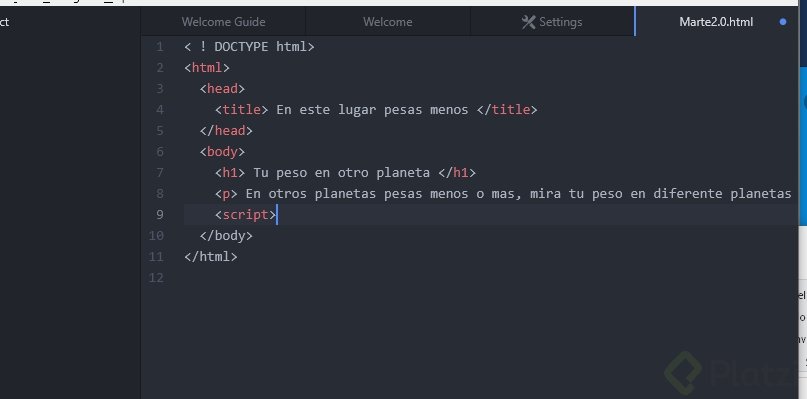 ct
Welcome Guide
Welcome
Settings
Marte2.0.html
1 < ! DOCTYPE html>
2 <html>
3 <head>
4 <title> En este lugar pesas menos </title>
5 </head>
6 <body>
7 <h1> Tu peso en otro planeta </h1>
8 <p> En otros planetas pesas menos o mas, mira tu peso en diferente planetas
9 <script>
10 </body>
11 </html>
12
el
o
Platzi